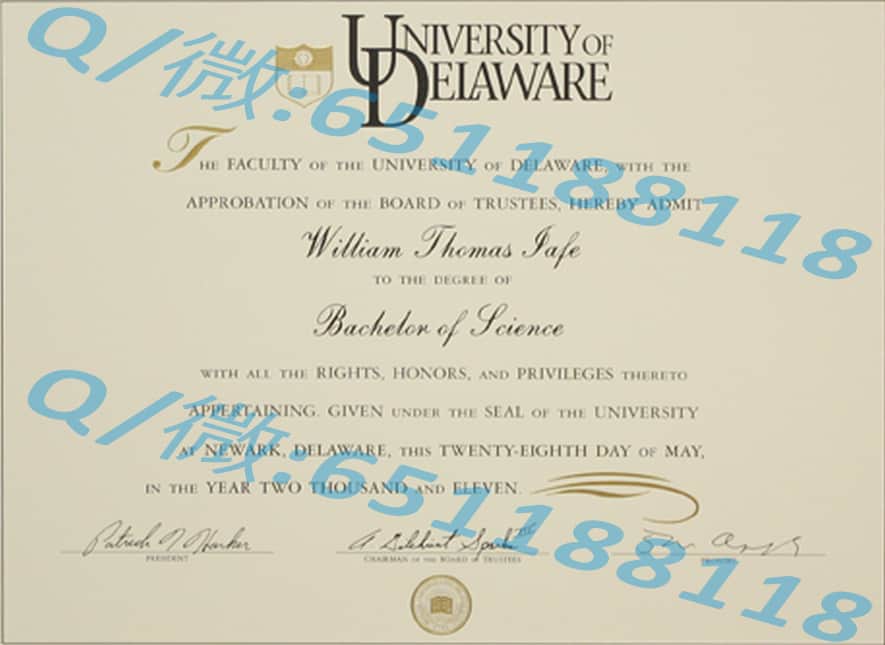 UNIVERSITY OF
DELAWARE
THE FACULTY OF THE UNIVERSITY OF DELAWARE, WITH THE
APPROBATION OF THE BOARD OF TRUSTEES, HEREBY ADMIT
William Thomas Jafe
TO THE DEGREE OF
Bachelor of Science
WITH ALL THE RIGHTS, HONORS, AND PRIVILEGES THERETO
APPERTAINING. GIVEN UNDER THE SEAL OF THE UNIVERSITY
AT NEWARK, DELAWARE, THIS TWENTY-EIGHTH DAY OF MAY,
IN THE YEAR TWO THOUSAND AND ELEVEN.
Patrick T Harker
PRESIDENT
CHAIRMAN OF THE BOARD OF TRUSTEES
Q/微:651188118
Q/微:651188118